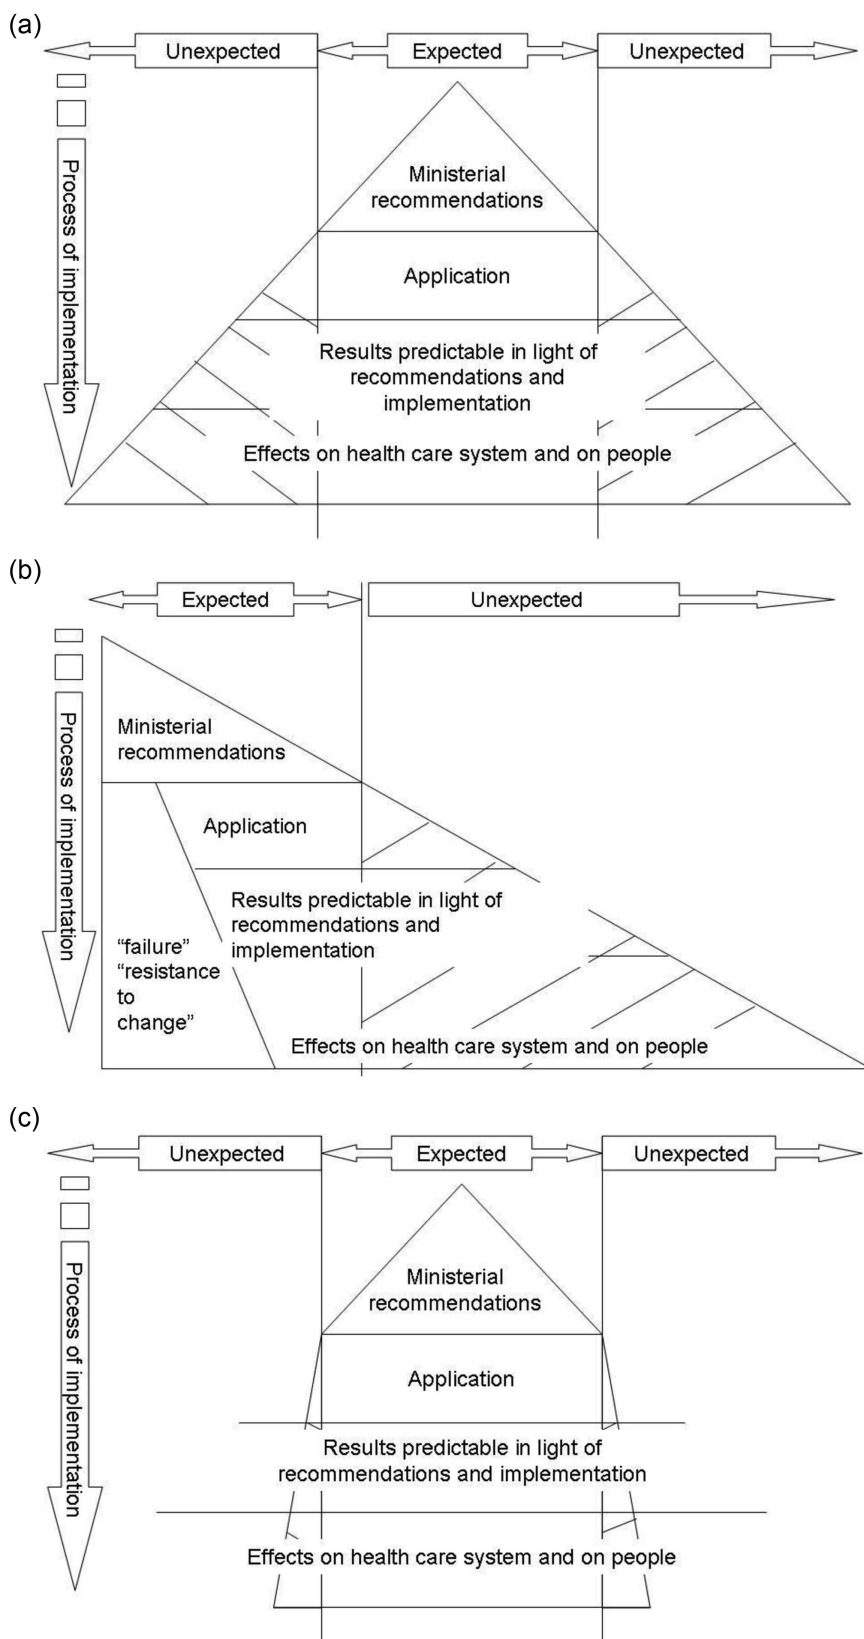 (a)
Unexpected
Expected
Unexpected
Process of implementation
Ministerial
recommendations
Application
Results predictable in light of
recommendations and
implementation
Effects on health care system and on people
(b)
Expected
Unexpected
Process of implementation
Ministerial
recommendations
Application
Results predictable in light of
recommendations and
implementation
“failure”
“resistance
to
change”
Effects on health care system and on people
(c)
Unexpected
Expected
Unexpected
Process of implementation
Ministerial
recommendations
Application
Results predictable in light of
recommendations and implementation
Effects on health care system and on people